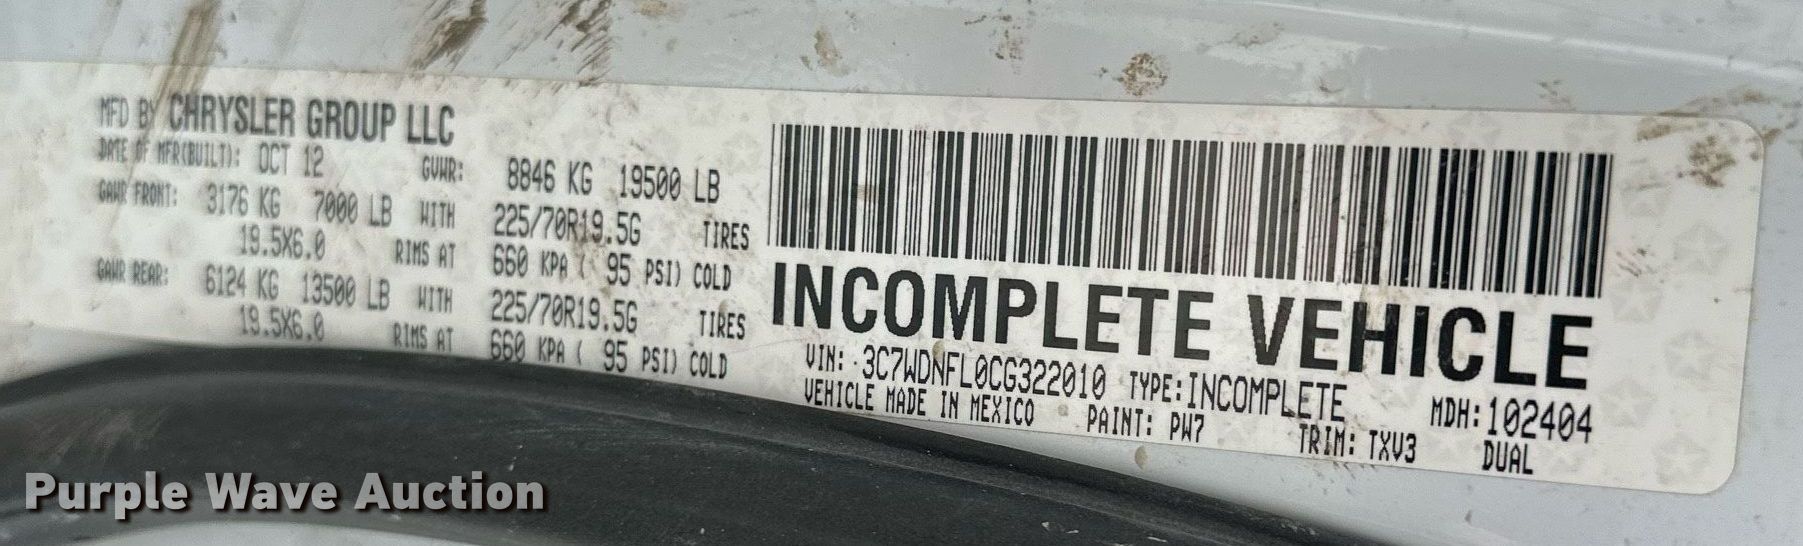 MFD BY CHRYSLER GROUP LLC
DATE OF MFR(BUILT): OCT 12 GVWR: 8846 KG 19500 LB
GAWR FRONT: 3176 KG 7000 LB WITH 225/70R19.5G TIRES
19.5X6.0 RIMS AT 660 KPA ( 95 PSI) COLD
GAWR REAR: 6124 KG 13500 LB WITH 225/70R19.5G TIRES
19.5X6.0 RIMS AT 660 KPA ( 95 PSI) COLD
INCOMPLETE VEHICLE
VIN: 3C7WDNFL0CG322010 TYPE: INCOMPLETE MDH: 102404
VEHICLE MADE IN MEXICO PAINT: PW7 TRIM: TXV3 DUAL
Purple Wave Auction